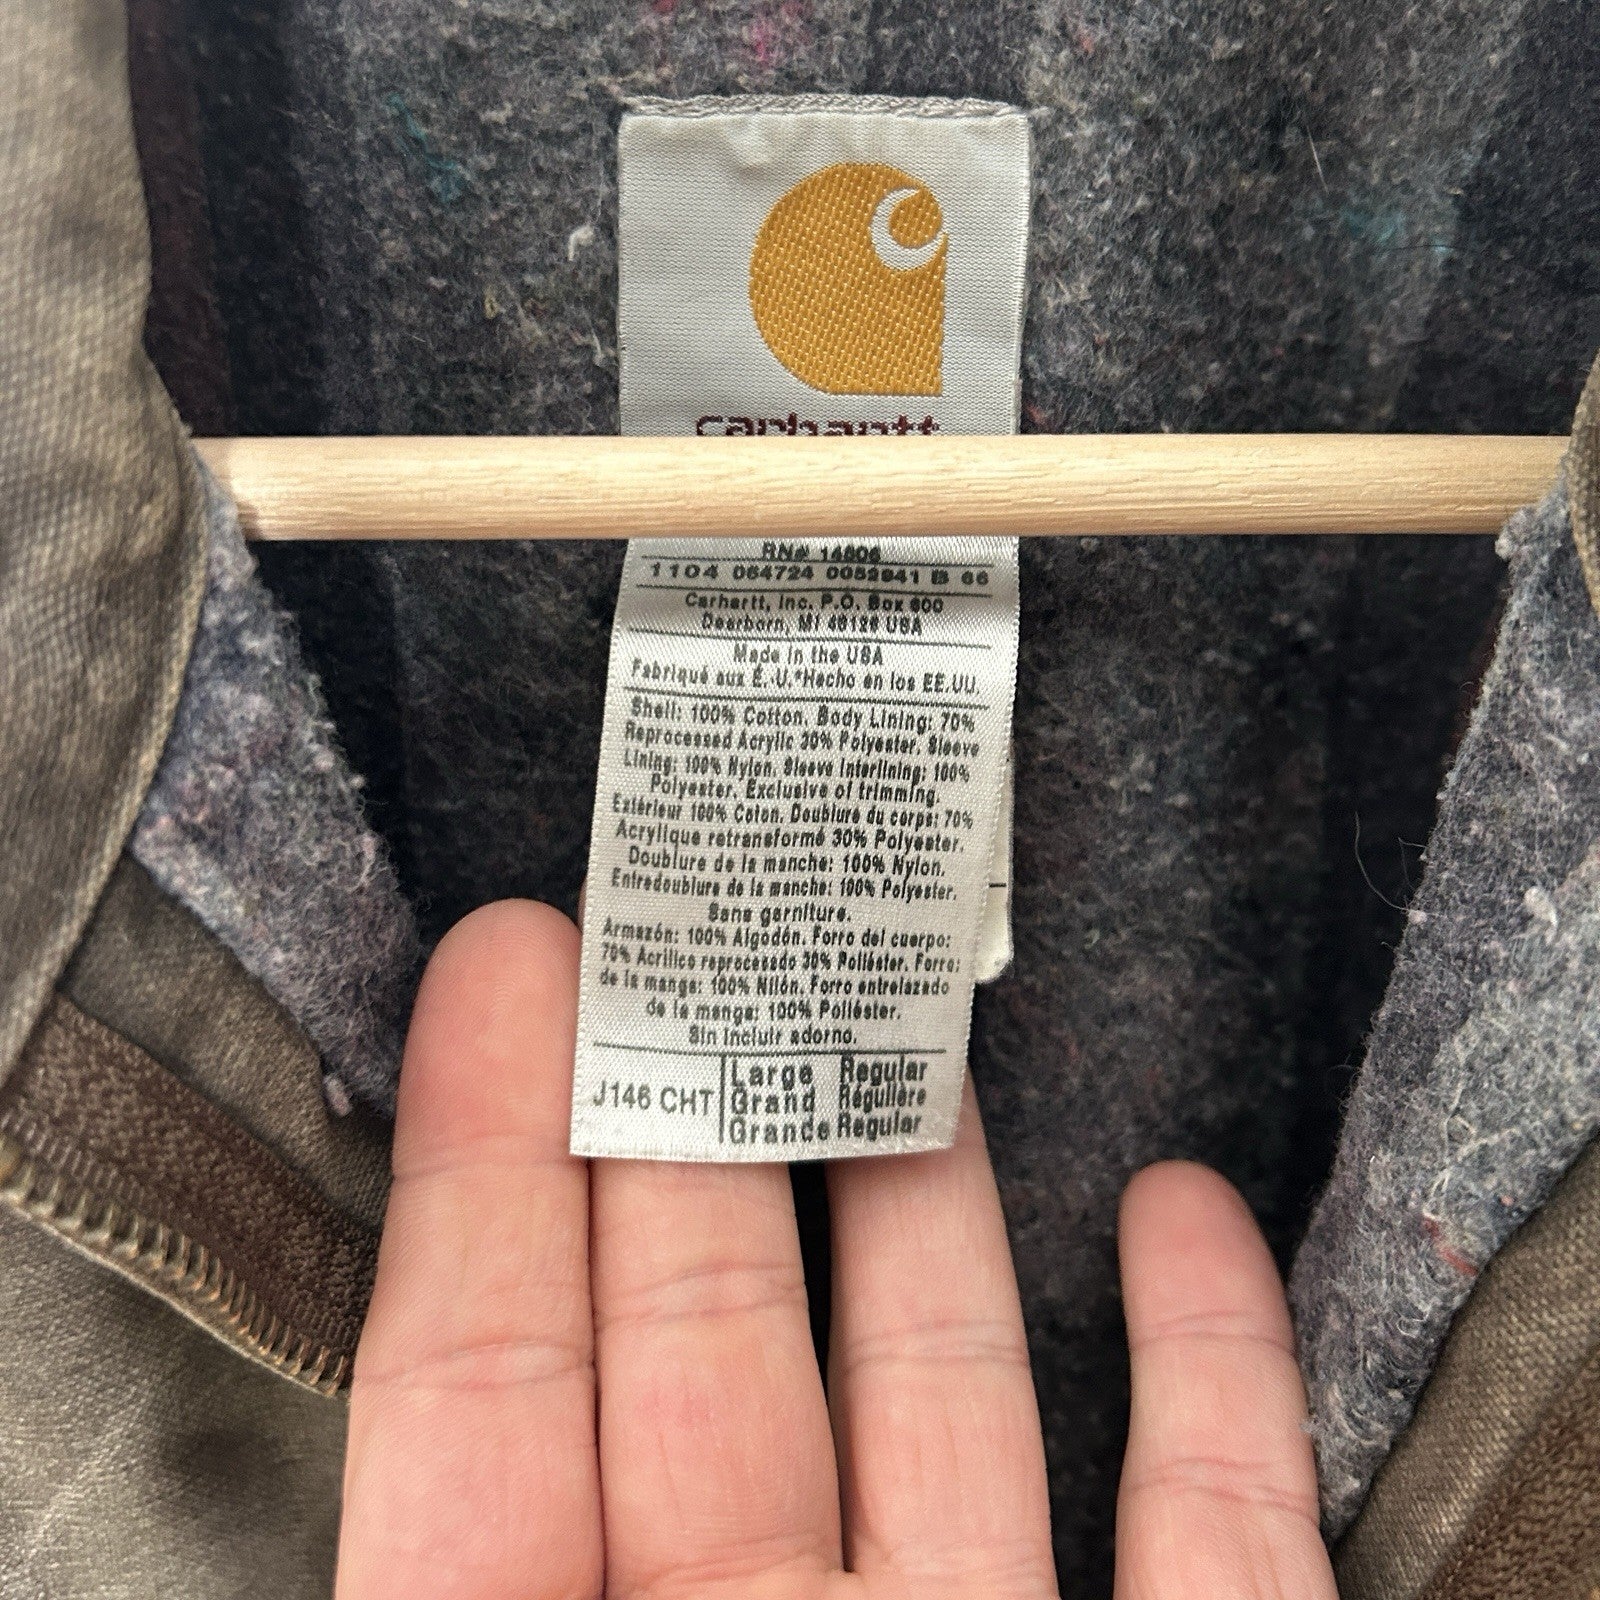 carhartt
RN# 14806
1104 064724 0052941 B 66
Carhartt, Inc. P.O. Box 600
Dearborn, MI 48126 USA
Made in the USA
Fabriqué aux É.-U.*Hecho en los EE.UU.
Shell: 100% Cotton. Body Lining: 70%
Reprocessed Acrylic 30% Polyester. Sleeve
Lining: 100% Nylon. Sleeve Interlining: 100%
Polyester. Exclusive of trimming.
Extérieur 100% Coton. Doublure du corps: 70%
Acrylique retransformé 30% Polyester.
Doublure de la manche: 100% Nylon.
Entredoublure de la manche: 100% Polyester.
Sans garniture.
Armazón: 100% Algodón. Forro del cuerpo:
70% Acrílico reprocesado 30% Poliéster. Forro:
de la manga: 100% Nilón. Forro entrelazado
de la manga: 100% Poliéster.
Sin incluir adorno.
J146 CHT
Large Regular
Grand Régulière
Grande Regular